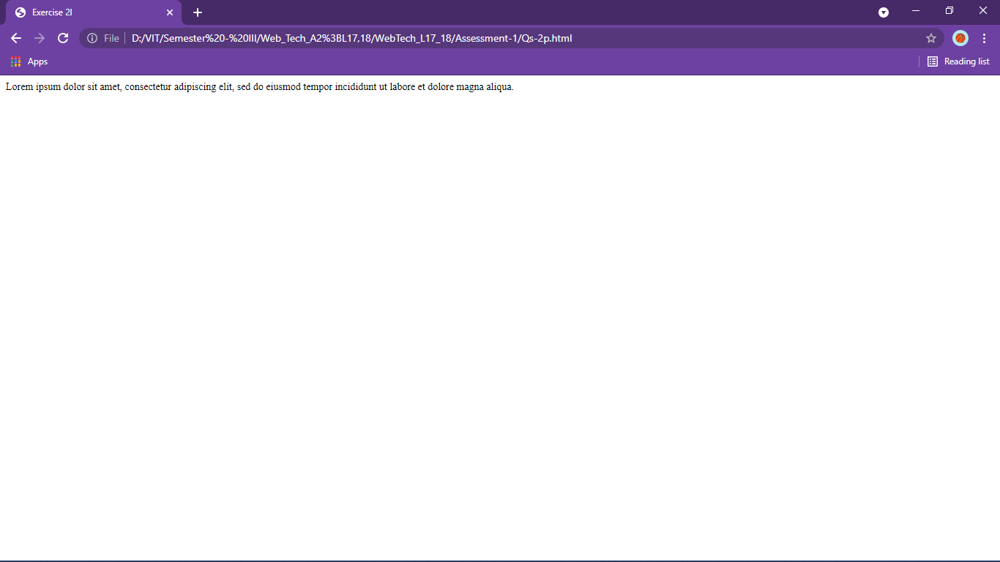 Exercise 2l
File D:/VIT/Semester%20-%20III/Web_Tech_A2%3BL17,18/WebTech_L17_18/Assessment-1/Qs-2p.html
Apps Reading list
Lorem ipsum dolor sit amet, consectetur adipiscing elit, sed do eiusmod tempor incididunt ut labore et dolore magna aliqua.